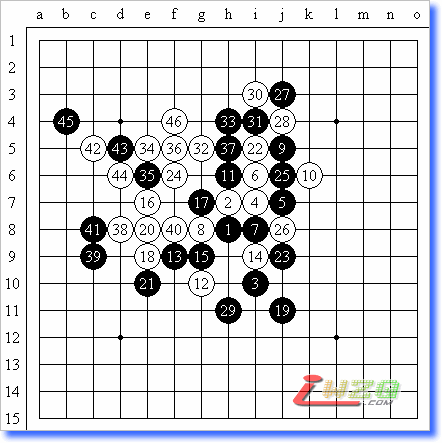 a b c d e f g h i j k l m n o
1
2
3 30 27
4 45 46 33 31 28
5 42 43 34 36 32 37 22 9
6 44 35 24 11 6 25 10
7 16 17 2 4 5
8 41 38 20 40 8 1 7 26
9 39 18 13 15 14 23
10 21 12 3
11 29 19
12
13
14
iWZQ
.COM
15